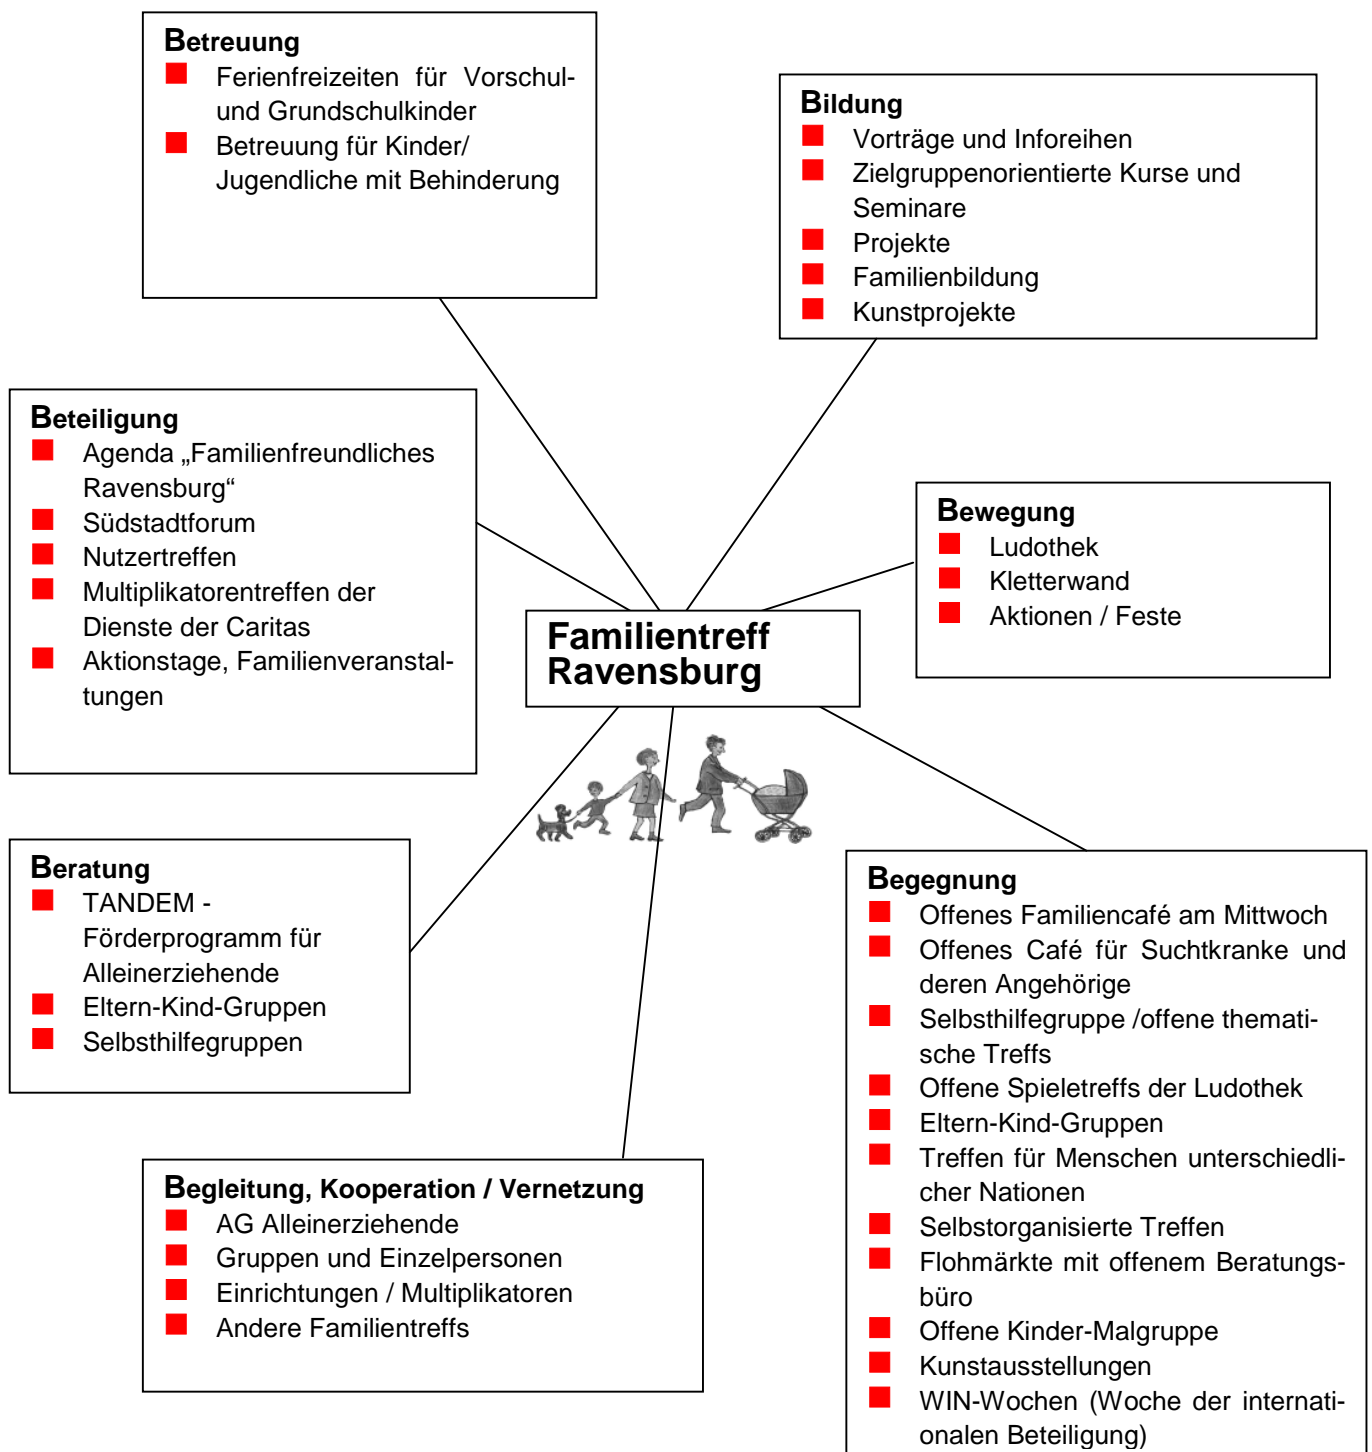 Betreuung
Ferienfreizeiten für Vorschul-
und Grundschulkinder
Betreuung für Kinder/
Jugendliche mit Behinderung
Bildung
Vorträge und Inforeihen
Zielgruppenorientierte Kurse und
Seminare
Projekte
Familienbildung
Kunstprojekte
Beteiligung
Agenda „Familienfreundliches
Ravensburg“
Südstadtforum
Nutzertreffen
Multiplikatorentreffen der
Dienste der Caritas
Aktionstage, Familienveranstal-
tungen
Bewegung
Ludothek
Kletterwand
Aktionen / Feste
Familientreff
Ravensburg
Beratung
TANDEM -
Förderprogramm für
Alleinerziehende
Eltern-Kind-Gruppen
Selbsthilfegruppen
Begegnung
Offenes Familiencafé am Mittwoch
Offenes Café für Suchtkranke und
deren Angehörige
Selbsthilfegruppe /offene themati-
sche Treffs
Offene Spieletreffs der Ludothek
Eltern-Kind-Gruppen
Treffen für Menschen unterschiedli-
cher Nationen
Selbstorganisierte Treffen
Flohmärkte mit offenem Beratungs-
büro
Offene Kinder-Malgruppe
Kunstausstellungen
WIN-Wochen (Woche der internati-
onalen Beteiligung)
Begleitung, Kooperation / Vernetzung
AG Alleinerziehende
Gruppen und Einzelpersonen
Einrichtungen / Multiplikatoren
Andere Familientreffs